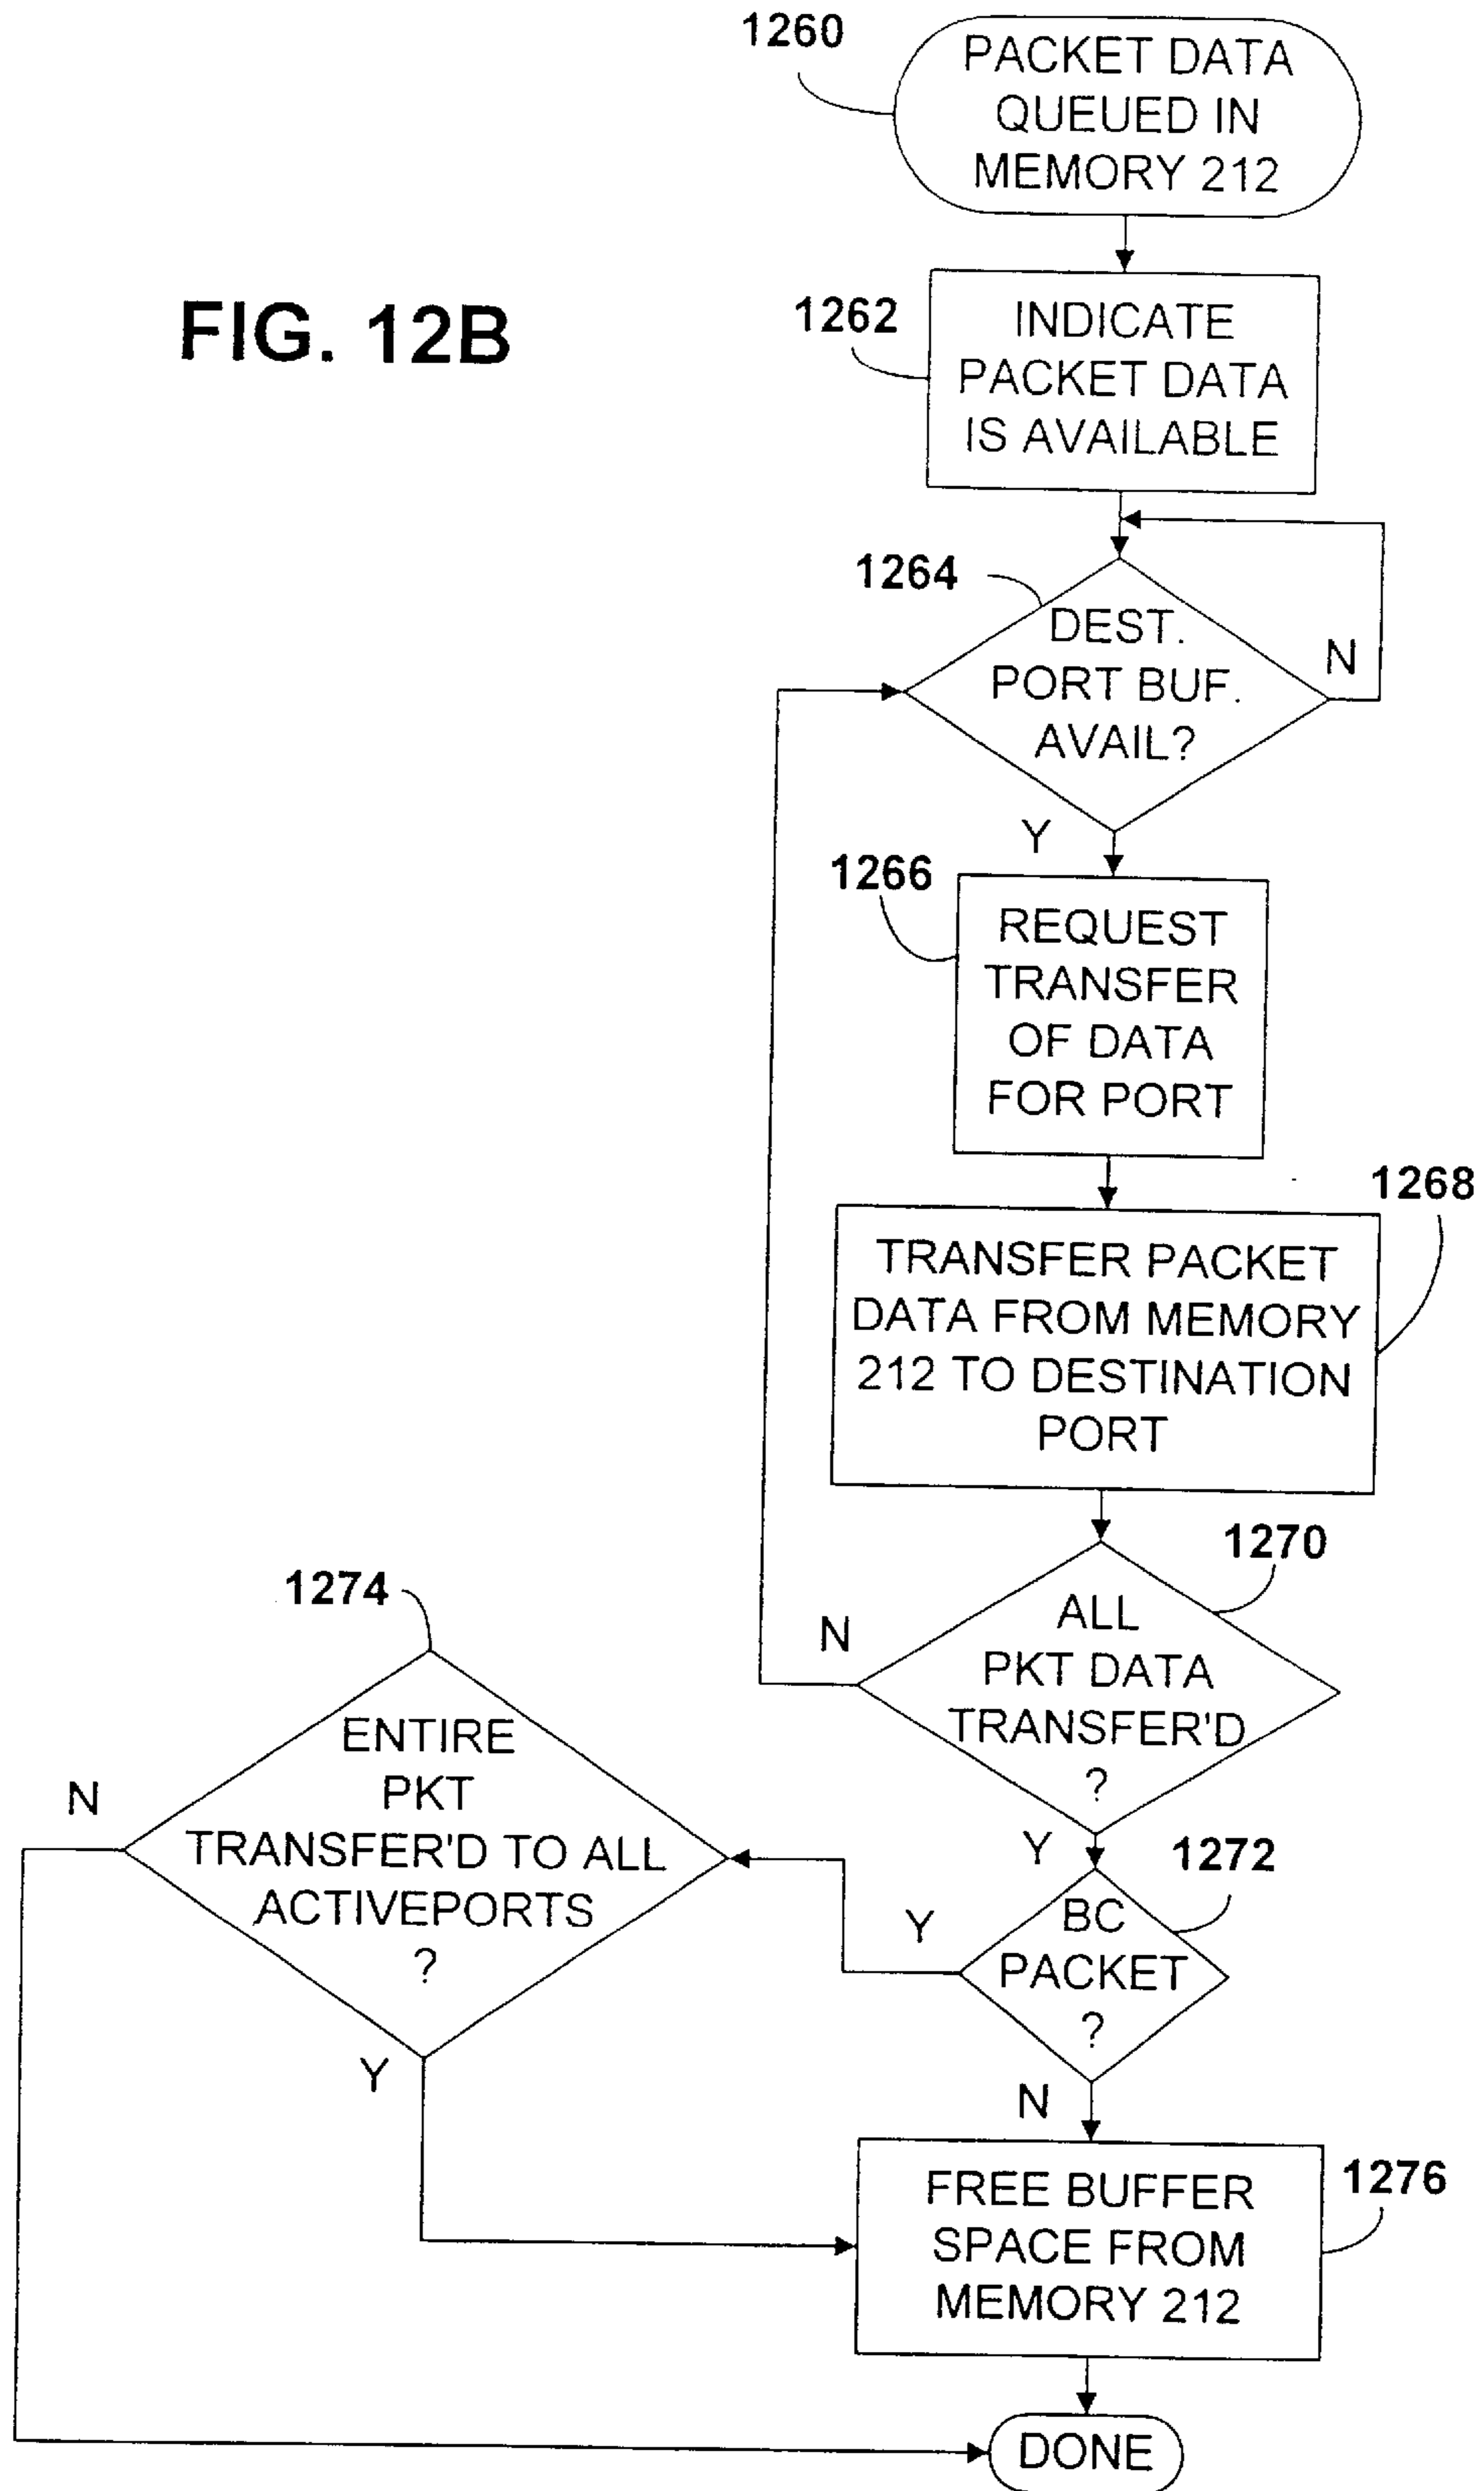 1260
PACKET DATA
QUEUED IN
MEMORY 212
FIG. 12B
1262
INDICATE
PACKET DATA
IS AVAILABLE
1264
DEST.
PORT BUF.
AVAIL?
N
Y
1266
REQUEST
TRANSFER
OF DATA
FOR PORT
1268
TRANSFER PACKET
DATA FROM MEMORY
212 TO DESTINATION
PORT
1270
ALL
PKT DATA
TRANSFER'D
?
N
Y
1272
BC
PACKET
?
Y
N
1274
ENTIRE
PKT
TRANSFER'D TO ALL
ACTIVEPORTS
?
N
Y
1276
FREE BUFFER
SPACE FROM
MEMORY 212
DONE